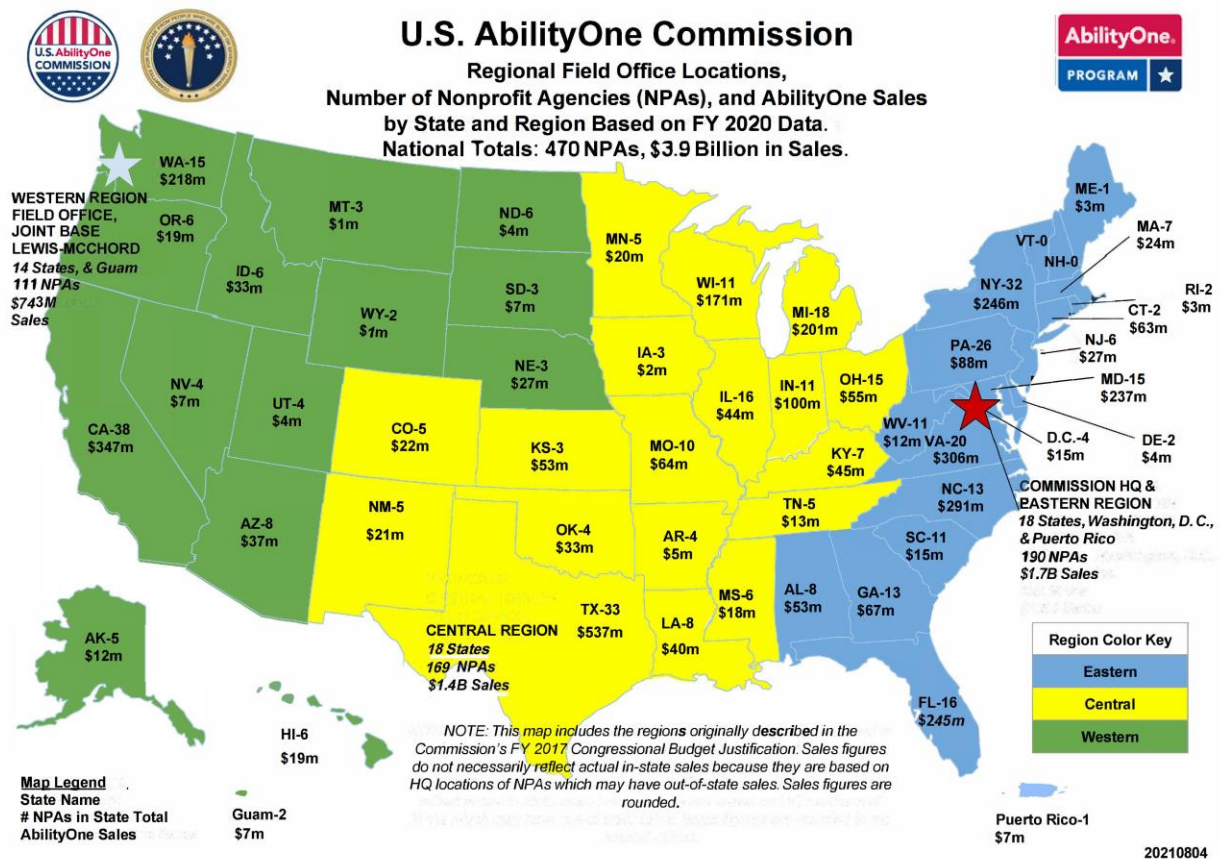 U.S. AbilityOne
COMMISSION
U.S. AbilityOne Commission
Regional Field Office Locations,
Number of Nonprofit Agencies (NPAs), and AbilityOne Sales
by State and Region Based on FY 2020 Data.
National Totals: 470 NPAs, $3.9 Billion in Sales.
AbilityOne.
PROGRAM
WESTERN REGION
FIELD OFFICE,
JOINT BASE
LEWIS-MCCHORD
14 States, & Guam
111 NPAs
$743M
Sales
WA-15
$218m
OR-6
$19m
ID-6
$33m
MT-3
$1m
ND-6
$4m
SD-3
$7m
WY-2
$1m
NE-3
$27m
NV-4
$7m
UT-4
$4m
CA-38
$347m
AZ-8
$37m
AK-5
$12m
HI-6
$19m
Guam-2
$7m
MN-5
$20m
WI-11
$171m
MI-18
$201m
IA-3
$2m
IL-16
$44m
IN-11
$100m
OH-15
$55m
CO-5
$22m
KS-3
$53m
MO-10
$64m
KY-7
$45m
NM-5
$21m
OK-4
$33m
AR-4
$5m
TN-5
$13m
TX-33
$537m
LA-8
$40m
MS-6
$18m
CENTRAL REGION
18 States
169 NPAs
$1.4B Sales
ME-1
$3m
VT-0
NH-0
MA-7
$24m
NY-32
$246m
RI-2
$3m
CT-2
$63m
PA-26
$88m
NJ-6
$27m
MD-15
$237m
WV-11
$12m
VA-20
$306m
D.C.-4
$15m
DE-2
$4m
NC-13
$291m
SC-11
$15m
AL-8
$53m
GA-13
$67m
FL-16
$245m
Puerto Rico-1
$7m
COMMISSION HQ &
EASTERN REGION
18 States, Washington, D. C.,
& Puerto Rico
190 NPAs
$1.7B Sales
Region Color Key
Eastern
Central
Western
NOTE: This map includes the regions originally described in the
Commission's FY 2017 Congressional Budget Justification. Sales figures
do not necessarily reflect actual in-state sales because they are based on
HQ locations of NPAs which may have out-of-state sales. Sales figures are
rounded.
Map Legend
State Name
# NPAs in State Total
AbilityOne Sales
20210804